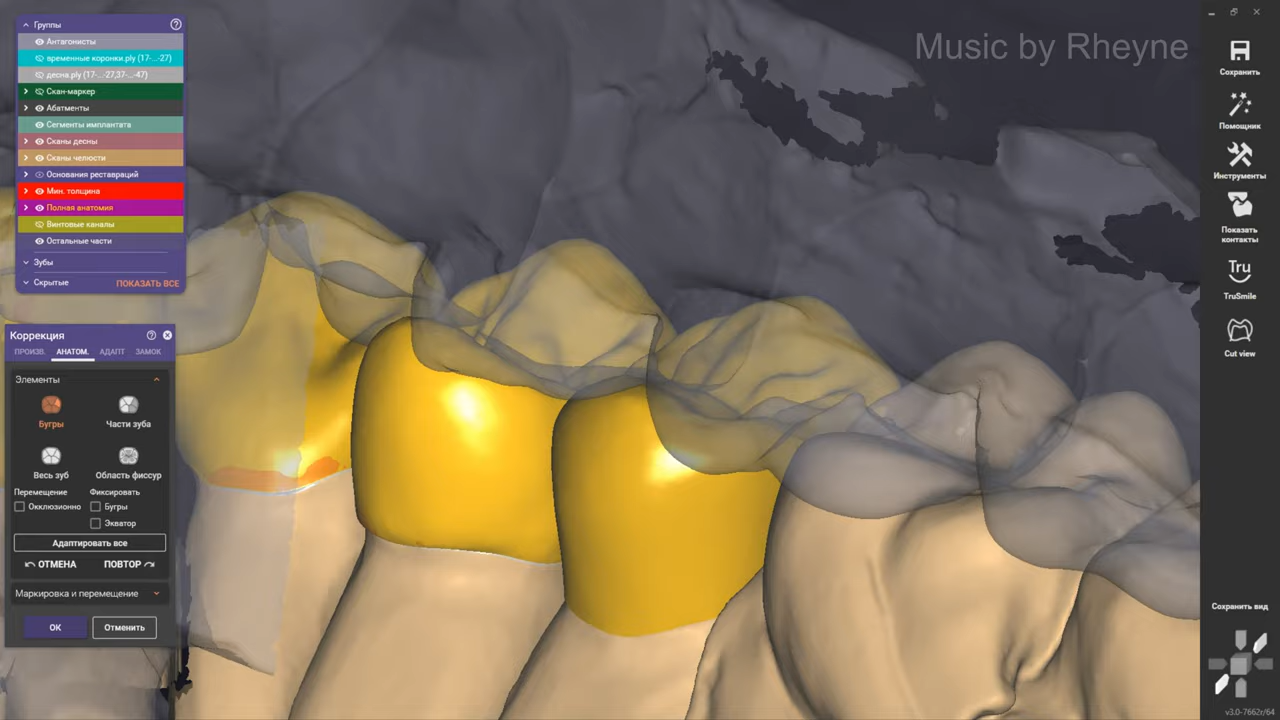 Группы
Антагонисты
временные коронки.ply (17-...-27)
десна.ply (17-...-27,37-...-47)
Скан-маркер
Абатменты
Сегменты имплантата
Сканы десны
Сканы челюсти
Основания реставраций
Мин. толщина
Полная анатомия
Винтовые каналы
Остальные части
Зубы
Скрытые ПОКАЗАТЬ ВСЕ
Коррекция
ПРОИЗВ. АНАТОМ. АДАПТ ЗАМОК
Элементы
Бугры Части зуба
Весь зуб Область фиссур
Перемещение Фиксировать
Окклюзионно Бугры
Экватор
Адаптировать все
ОТМЕНА ПОВТОР
Маркировка и перемещение
ОК Отменить
Music by Rheyne
Сохранить
Помощник
Инструменты
Показать
контакты
Tru
TruSmile
Cut view
Сохранить вид
v3.0-7662r/64